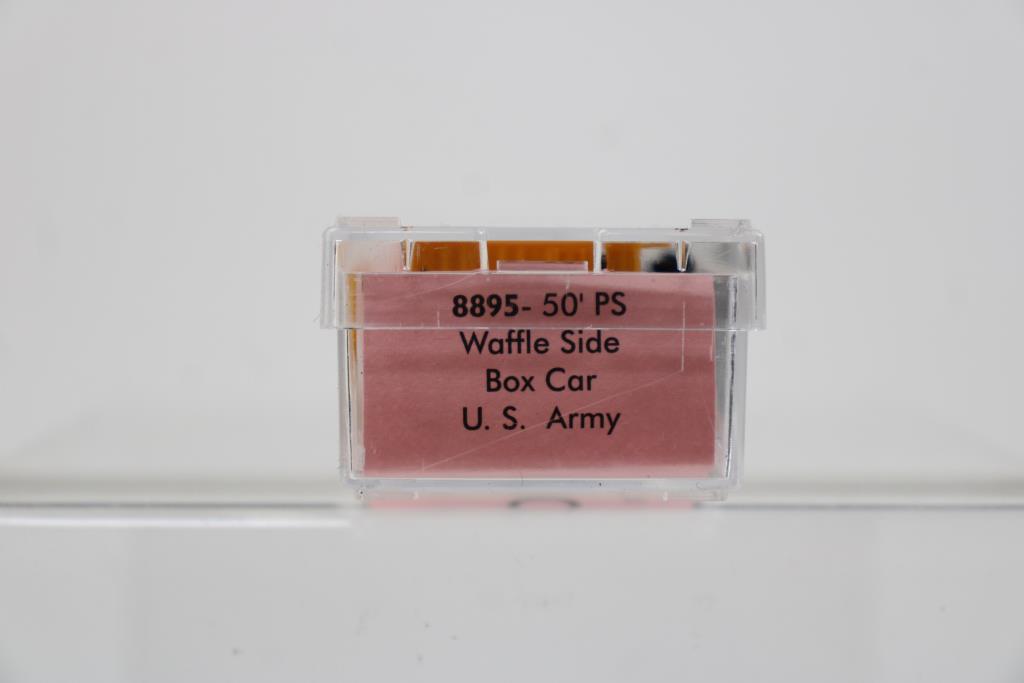 8895- 50' PS
Waffle Side
Box Car
U. S. Army